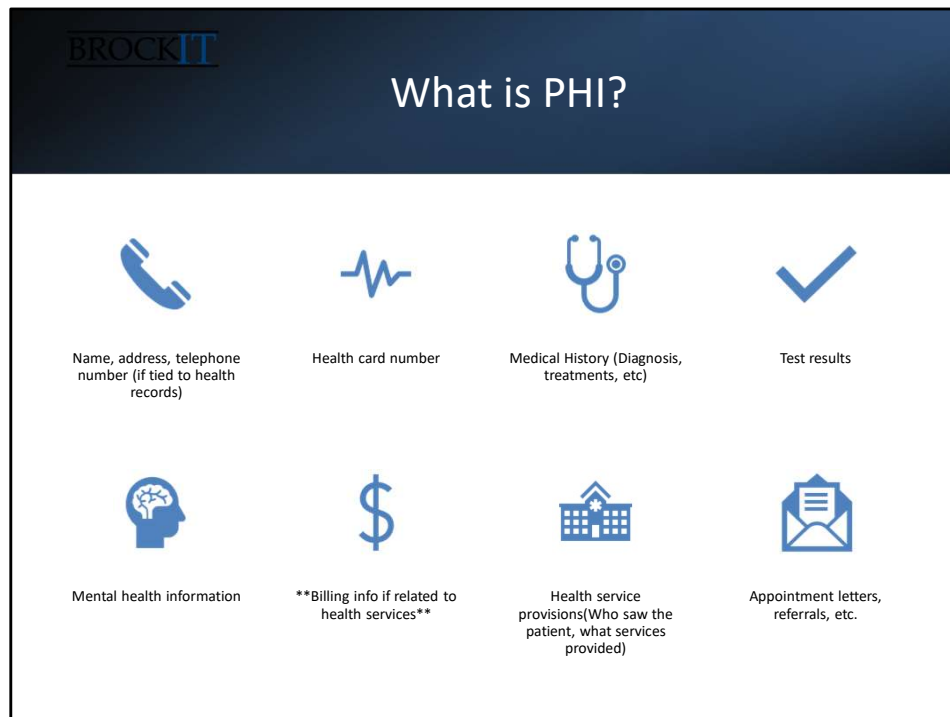 BROCKIT
What is PHI?
Name, address, telephone
number (if tied to health
records)
Health card number
Medical History (Diagnosis,
treatments, etc)
Test results
Mental health information
**Billing info if related to
health services**
Health service
provisions(Who saw the
patient, what services
provided)
Appointment letters,
referrals, etc.